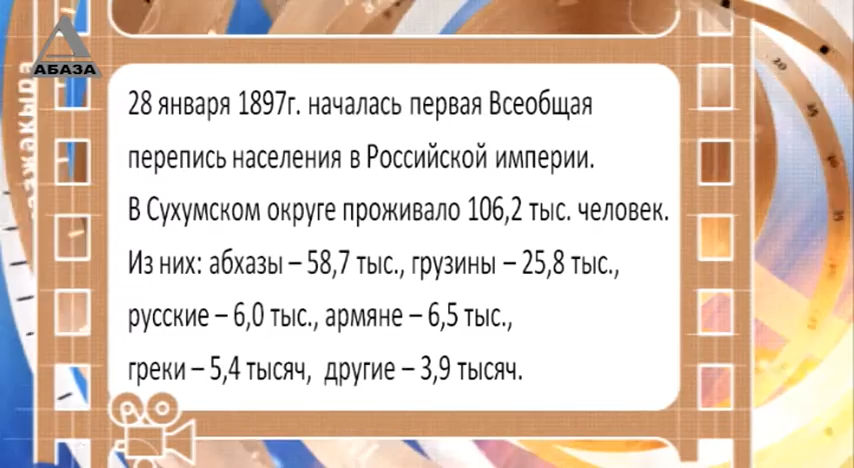 АБАЗА
28 января 1897г. началась первая Всеобщая
перепись населения в Российской империи.
В Сухумском округе проживало 106,2 тыс. человек.
Из них: абхазы – 58,7 тыс., грузины – 25,8 тыс.,
русские – 6,0 тыс., армяне – 6,5 тыс.,
греки – 5,4 тысяч, другие – 3,9 тысяч.